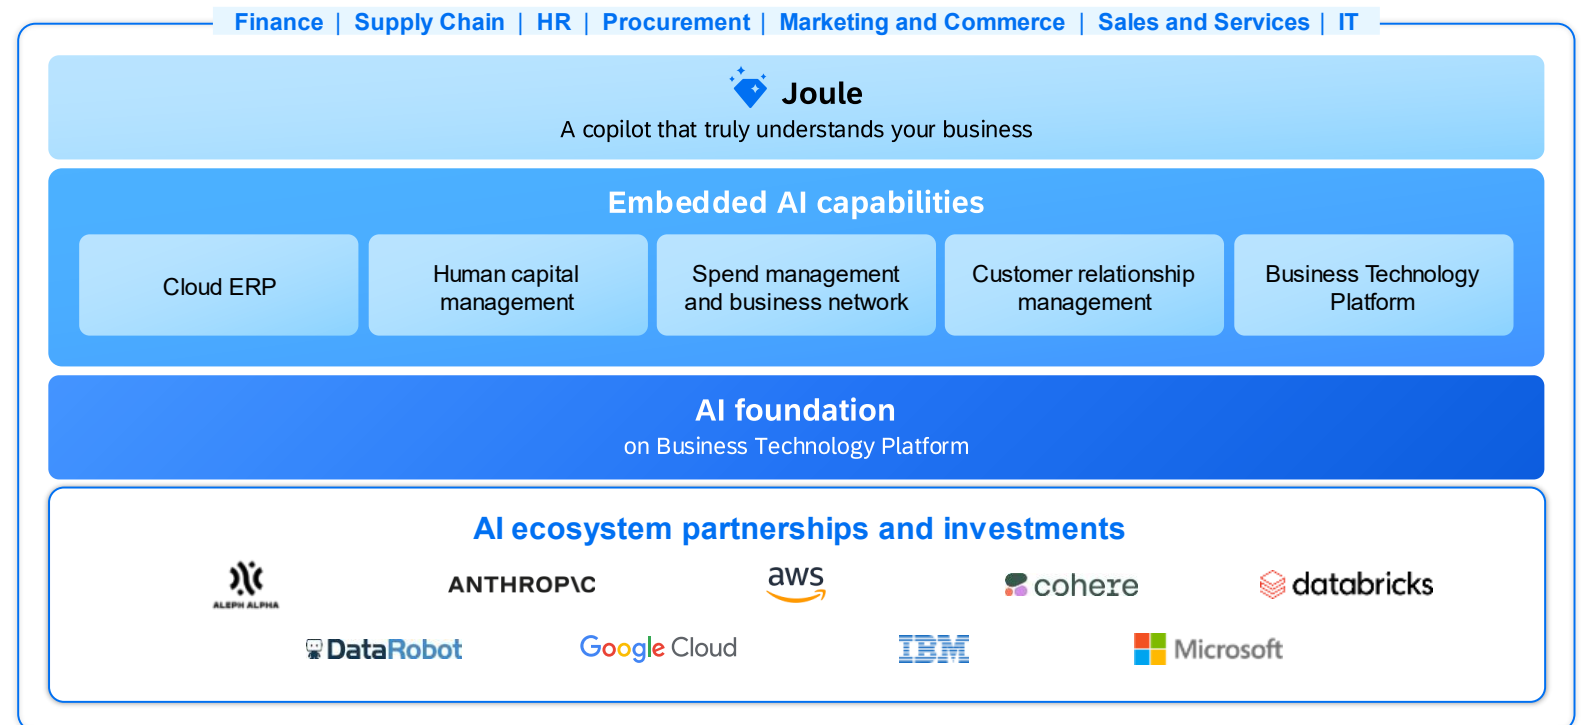 Finance | Supply Chain | HR | Procurement | Marketing and Commerce | Sales and Services | IT
Joule
A copilot that truly understands your business
Embedded AI capabilities
Cloud ERP
Human capital
management
Spend management
and business network
Customer relationship
management
Business Technology
Platform
AI foundation
on Business Technology Platform
AI ecosystem partnerships and investments
ALEPH ALPHA
ANTHROP\C
aws
cohere
databricks
DataRobot
Google Cloud
IBM
Microsoft